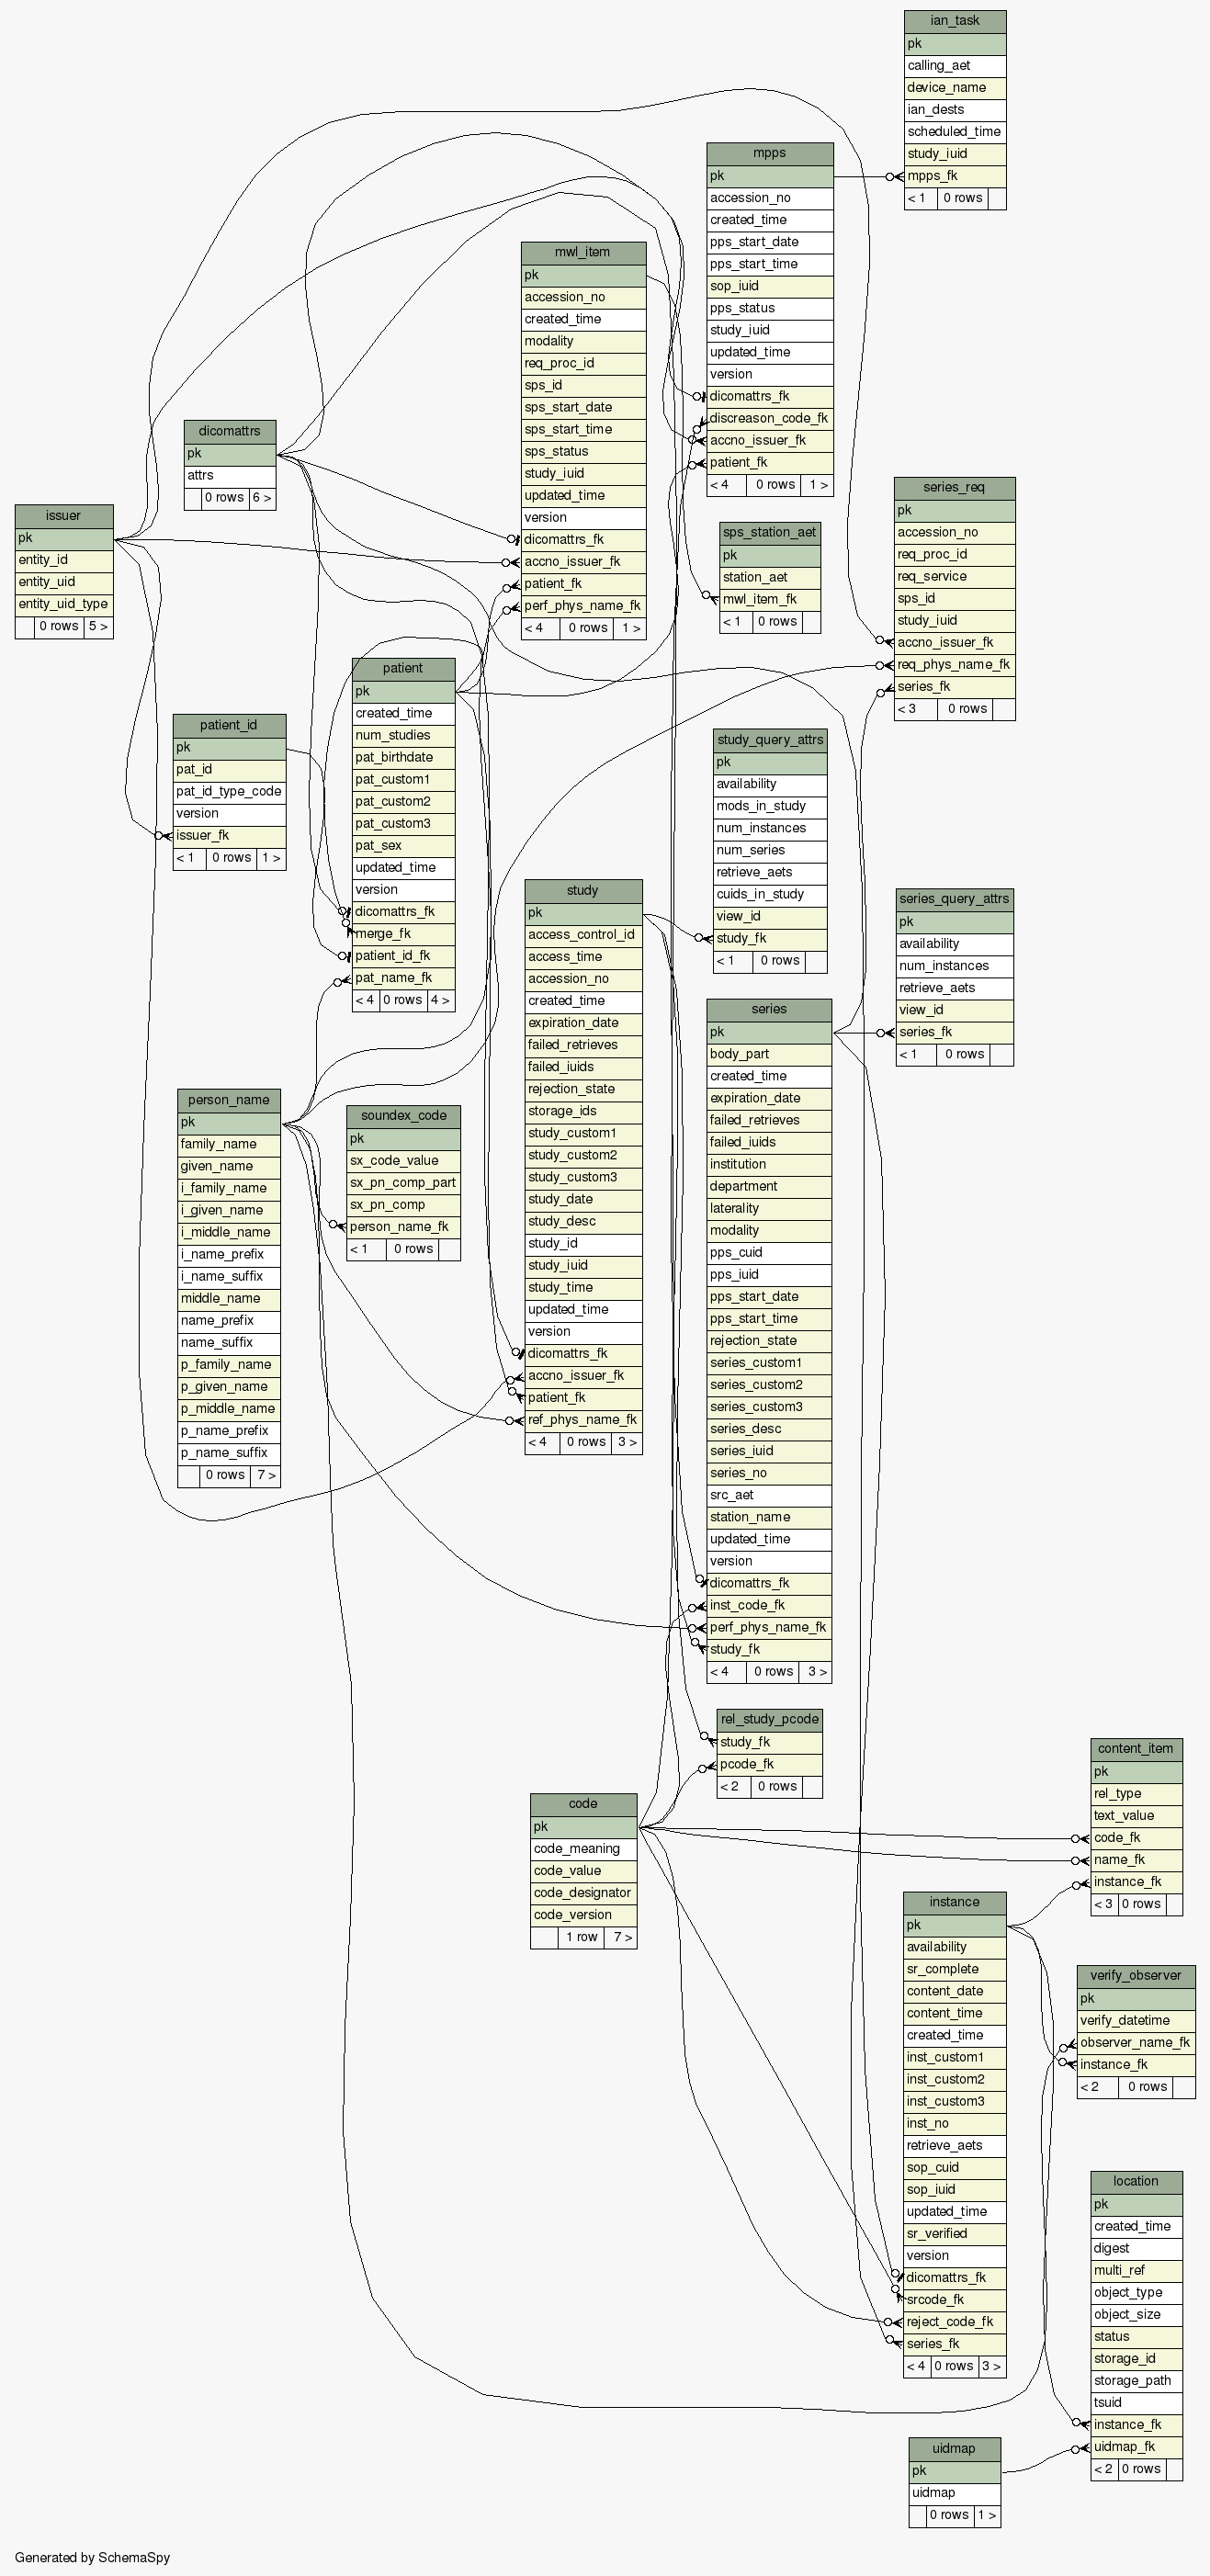 ian_task
pk
calling_aet
device_name
ian_dests
scheduled_time
study_iuid
mpps_fk
< 1 0 rows
mpps
pk
accession_no
created_time
pps_start_date
pps_start_time
sop_iuid
pps_status
study_iuid
updated_time
version
dicomattrs_fk
discreason_code_fk
accno_issuer_fk
patient_fk
< 4 0 rows 1 >
mwl_item
pk
accession_no
created_time
modality
req_proc_id
sps_id
sps_start_date
sps_start_time
sps_status
study_iuid
updated_time
version
dicomattrs_fk
accno_issuer_fk
patient_fk
perf_phys_name_fk
< 4 0 rows 1 >
dicomattrs
pk
attrs
0 rows 6 >
issuer
pk
entity_id
entity_uid
entity_uid_type
0 rows 5 >
series_req
pk
accession_no
req_proc_id
req_service
sps_id
study_iuid
accno_issuer_fk
req_phys_name_fk
series_fk
< 3 0 rows
sps_station_aet
pk
station_aet
mwl_item_fk
< 1 0 rows
patient
pk
created_time
num_studies
pat_birthdate
pat_custom1
pat_custom2
pat_custom3
pat_sex
updated_time
version
dicomattrs_fk
merge_fk
patient_id_fk
pat_name_fk
< 4 0 rows 4 >
patient_id
pk
pat_id
pat_id_type_code
version
issuer_fk
< 1 0 rows 1 >
study_query_attrs
pk
availability
mods_in_study
num_instances
num_series
retrieve_aets
cuids_in_study
view_id
study_fk
< 1 0 rows
study
pk
access_control_id
access_time
accession_no
created_time
expiration_date
failed_retrieves
failed_iuids
rejection_state
storage_ids
study_custom1
study_custom2
study_custom3
study_date
study_desc
study_id
study_iuid
study_time
updated_time
version
dicomattrs_fk
accno_issuer_fk
patient_fk
ref_phys_name_fk
< 4 0 rows 3 >
series_query_attrs
pk
availability
num_instances
retrieve_aets
view_id
series_fk
< 1 0 rows
series
pk
body_part
created_time
expiration_date
failed_retrieves
failed_iuids
institution
department
laterality
modality
pps_cuid
pps_iuid
pps_start_date
pps_start_time
rejection_state
series_custom1
series_custom2
series_custom3
series_desc
series_iuid
series_no
src_aet
station_name
updated_time
version
dicomattrs_fk
inst_code_fk
perf_phys_name_fk
study_fk
< 4 0 rows 3 >
person_name
pk
family_name
given_name
i_family_name
i_given_name
i_middle_name
i_name_prefix
i_name_suffix
middle_name
name_prefix
name_suffix
p_family_name
p_given_name
p_middle_name
p_name_prefix
p_name_suffix
0 rows 7 >
soundex_code
pk
sx_code_value
sx_pn_comp_part
sx_pn_comp
person_name_fk
< 1 0 rows
rel_study_pcode
study_fk
pcode_fk
< 2 0 rows
code
pk
code_meaning
code_value
code_designator
code_version
1 row 7 >
content_item
pk
rel_type
text_value
code_fk
name_fk
instance_fk
< 3 0 rows
instance
pk
availability
sr_complete
content_date
content_time
created_time
inst_custom1
inst_custom2
inst_custom3
inst_no
retrieve_aets
sop_cuid
sop_iuid
updated_time
sr_verified
version
dicomattrs_fk
srcode_fk
reject_code_fk
series_fk
< 4 0 rows 3 >
verify_observer
pk
verify_datetime
observer_name_fk
instance_fk
< 2 0 rows
location
pk
created_time
digest
multi_ref
object_type
object_size
status
storage_id
storage_path
tsuid
instance_fk
uidmap_fk
< 2 0 rows
uidmap
pk
uidmap
0 rows 1 >
Generated by SchemaSpy